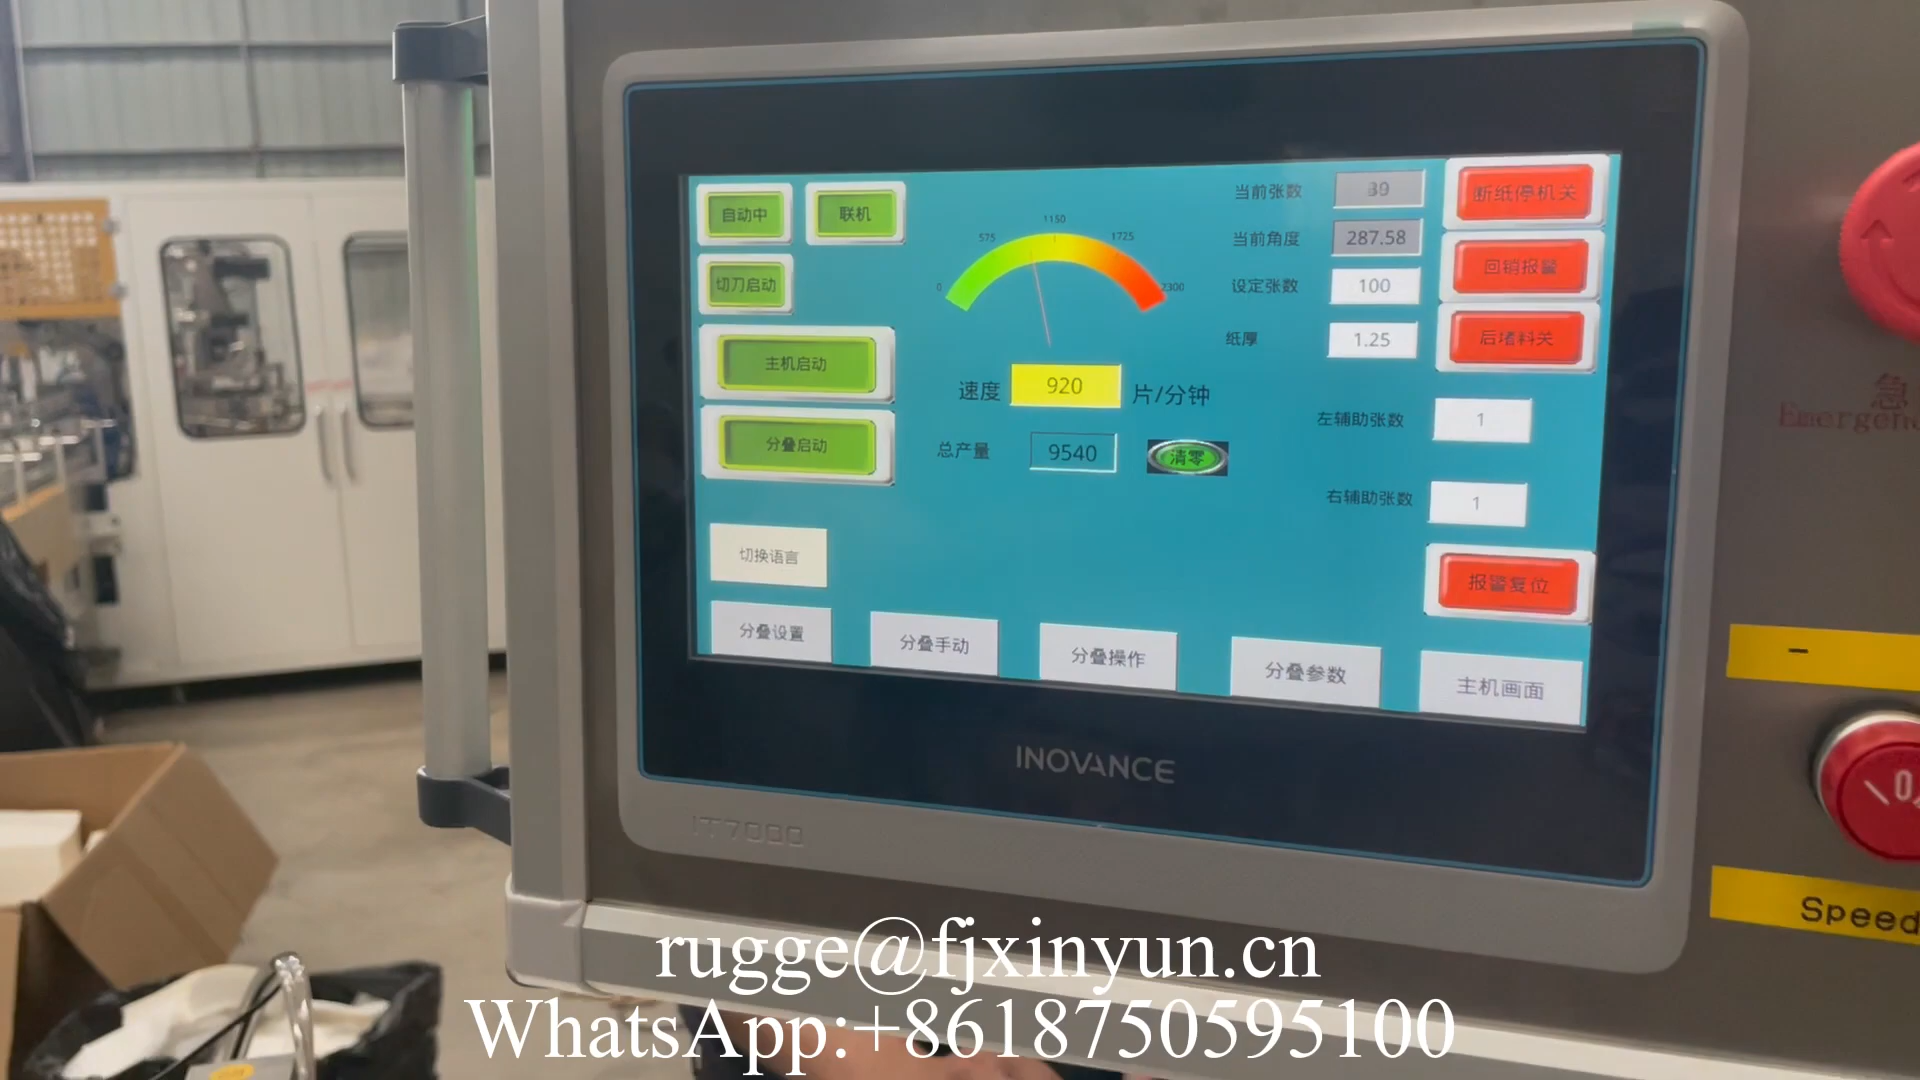 自动中
联机
切刀启动
主机启动
分叠启动
切换语言
0
575
1150
1725
2300
速度 920 片/分钟
总产量 9540 清零
当前张数 89
当前角度 287.58
设定张数 100
纸厚 1.25
左辅助张数 1
右辅助张数 1
断纸停机关
回销报警
后堵料关
报警复位
分叠设置
分叠手动
分叠操作
分叠参数
主机画面
INOVANCE
IT7000
急
-
Speed
rugge@fjxinyun.cn
WhatsApp:+8618750595100